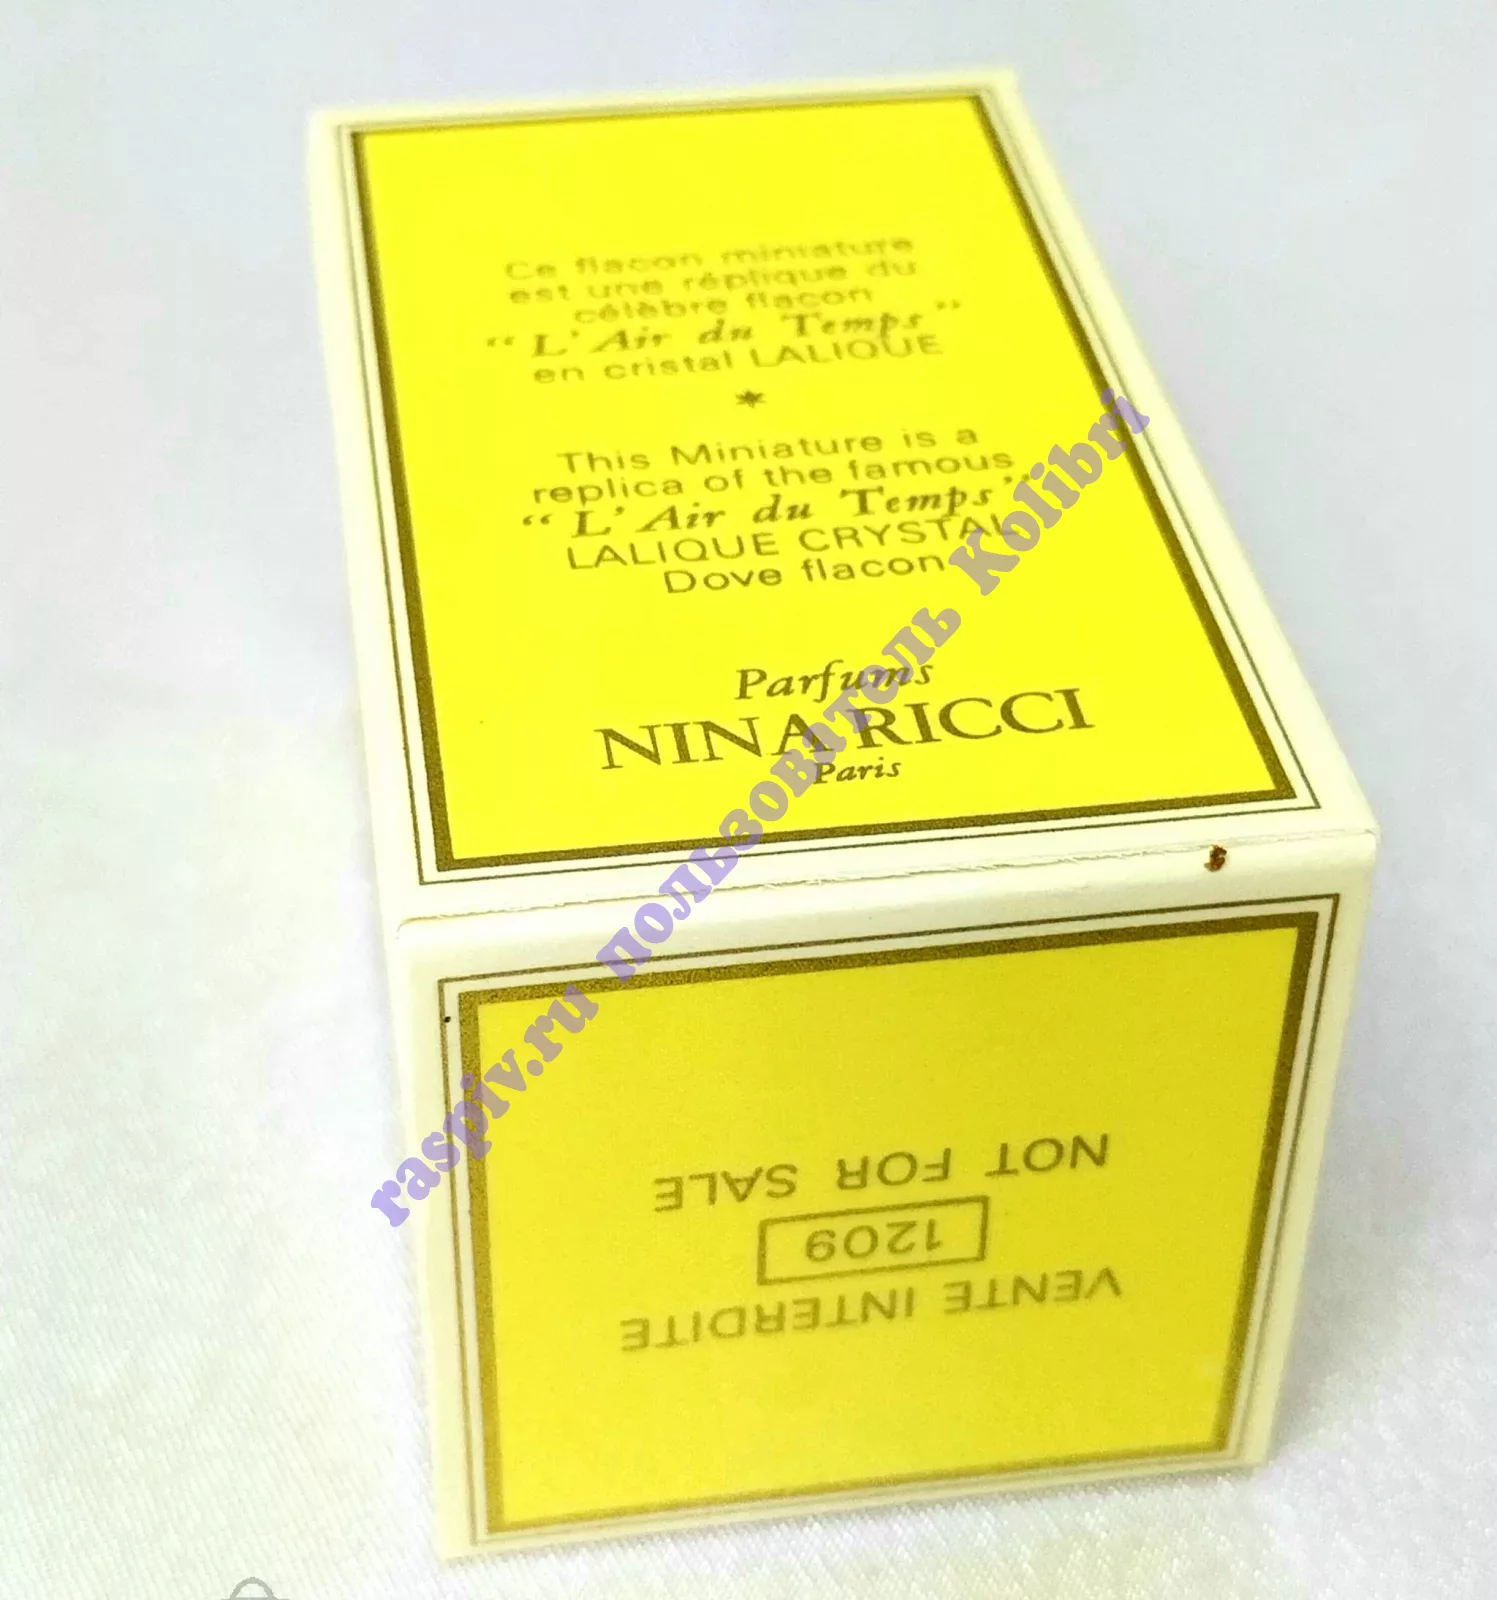 Ce flacon miniature
est une réplique du
célèbre flacon
“ L’ Air du Temps ”
en cristal LALIQUE
*
This Miniature is a
replica of the famous
“ L’ Air du Temps ”
LALIQUE CRYSTAL
Dove flacon
Parfums
NINA RICCI
Paris
VENTE INTERDITE
1209
NOT FOR SALE
raspiv.ru пользователь Kolibri